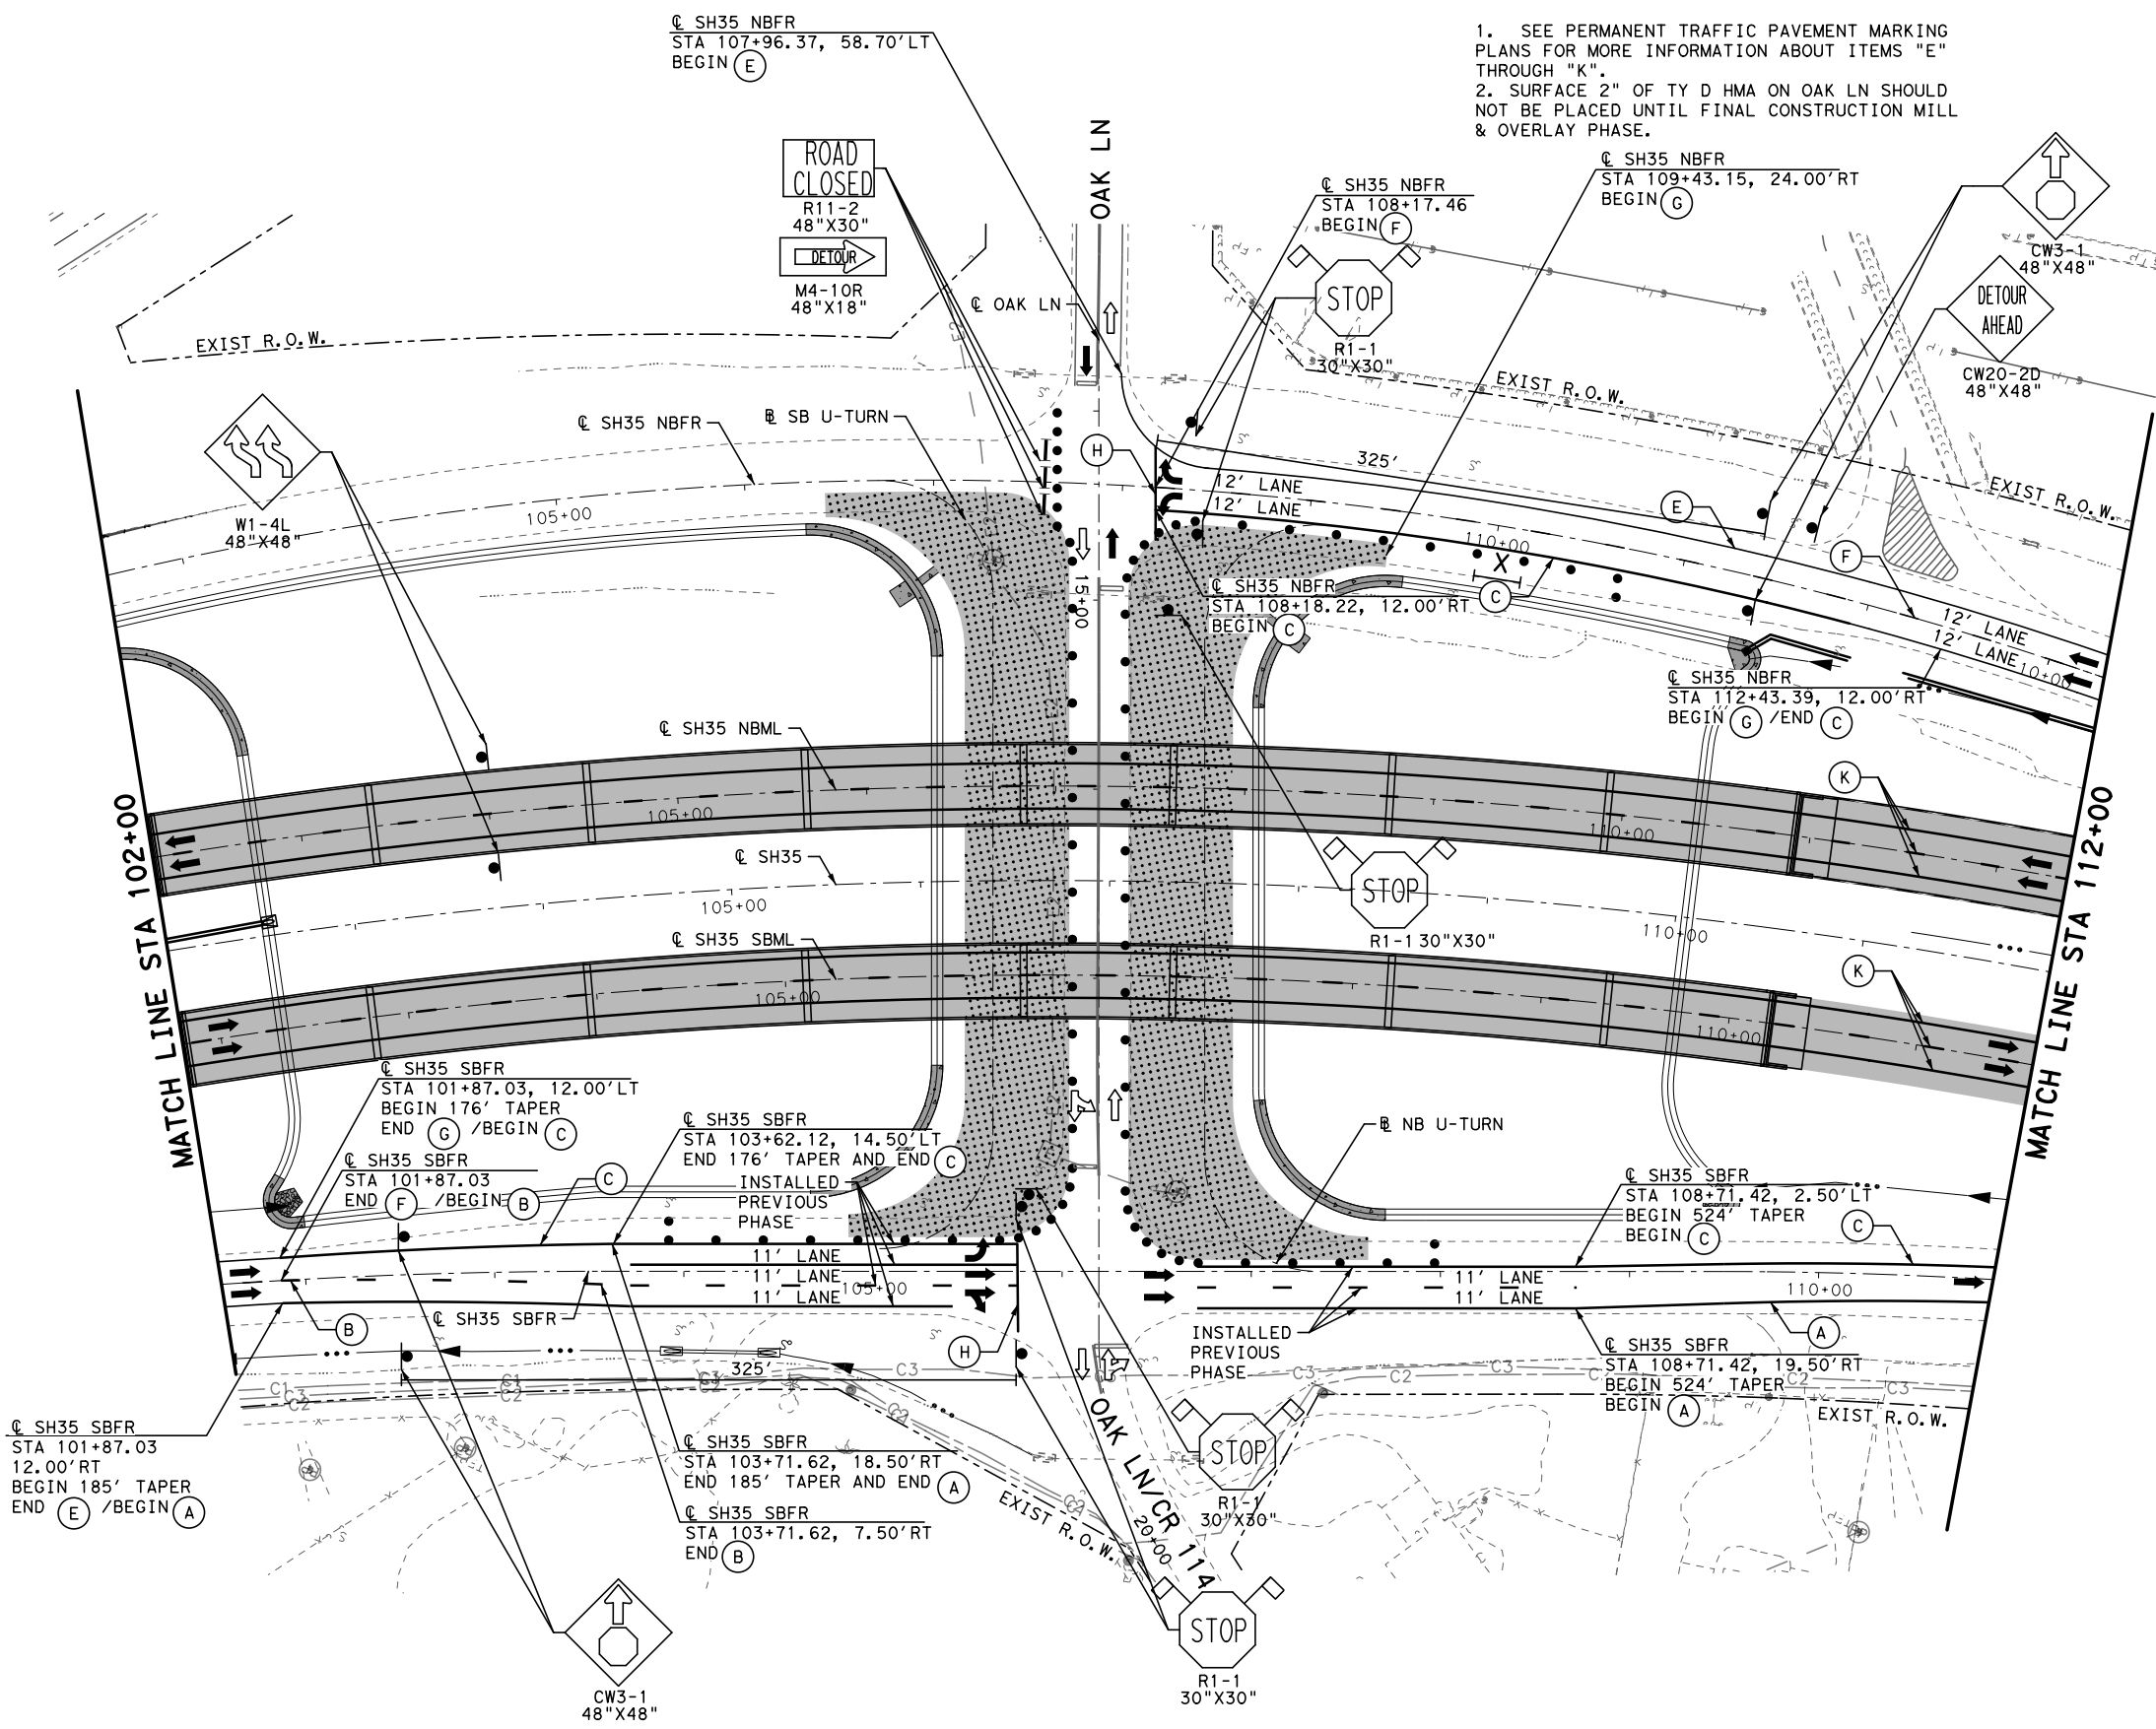 ℄ SH35 NBFR
STA 107+96.37, 58.70'LT
BEGIN E
1. SEE PERMANENT TRAFFIC PAVEMENT MARKING
PLANS FOR MORE INFORMATION ABOUT ITEMS "E"
THROUGH "K".
2. SURFACE 2" OF TY D HMA ON OAK LN SHOULD
NOT BE PLACED UNTIL FINAL CONSTRUCTION MILL
& OVERLAY PHASE.
OAK LN
ROAD
CLOSED
R11-2
48"X30"
DETOUR
M4-10R
48"X18"
℄ OAK LN
℄ SH35 NBFR
STA 108+17.46
BEGIN F
℄ SH35 NBFR
STA 109+43.15, 24.00'RT
BEGIN G
STOP
R1-1
30"X30"
CW3-1
48"X48"
DETOUR
AHEAD
CW20-2D
48"X48"
EXIST R.O.W.
EXIST R.O.W.
EXIST R.O.W.
W1-4L
48"X48"
℄ SH35 NBFR
B SB U-TURN
H
325'
12' LANE
12' LANE
E
F
105+00
110+00
X
15+00
℄ SH35 NBFR
STA 108+18.22, 12.00'RT
BEGIN C
C
12' LANE
12' LANE
10+00
℄ SH35 NBFR
STA 112+43.39, 12.00'RT
BEGIN G /END C
℄ SH35 NBML
105+00
110+00
K
MATCH LINE STA 102+00
MATCH LINE STA 112+00
℄ SH35
105+00
110+00
STOP
R1-1 30"X30"
℄ SH35 SBML
105+00
110+00
K
℄ SH35 SBFR
STA 101+87.03, 12.00'LT
BEGIN 176' TAPER
END G /BEGIN C
℄ SH35 SBFR
STA 101+87.03
END F /BEGIN B
℄ SH35 SBFR
STA 103+62.12, 14.50'LT
END 176' TAPER AND END C
C
INSTALLED
PREVIOUS
PHASE
B NB U-TURN
℄ SH35 SBFR
STA 108+71.42, 2.50'LT
BEGIN 524' TAPER
BEGIN C
C
11' LANE
11' LANE
11' LANE
105+00
11' LANE
11' LANE
110+00
B
℄ SH35 SBFR
H
325'
INSTALLED
PREVIOUS
PHASE
A
℄ SH35 SBFR
STA 108+71.42, 19.50'RT
BEGIN 524' TAPER
BEGIN A
C1
C3
C2
C1
C3
C2
C3
C2
C3
C3
C2
C3
C2
C3
EXIST R.O.W.
℄ SH35 SBFR
STA 101+87.03
12.00'RT
BEGIN 185' TAPER
END E /BEGIN A
℄ SH35 SBFR
STA 103+71.62, 18.50'RT
END 185' TAPER AND END A
℄ SH35 SBFR
STA 103+71.62, 7.50'RT
END B
EXIST R.O.W.
OAK LN/CR 114
20+00
STOP
R1-1
30"X30"
STOP
R1-1
30"X30"
CW3-1
48"X48"